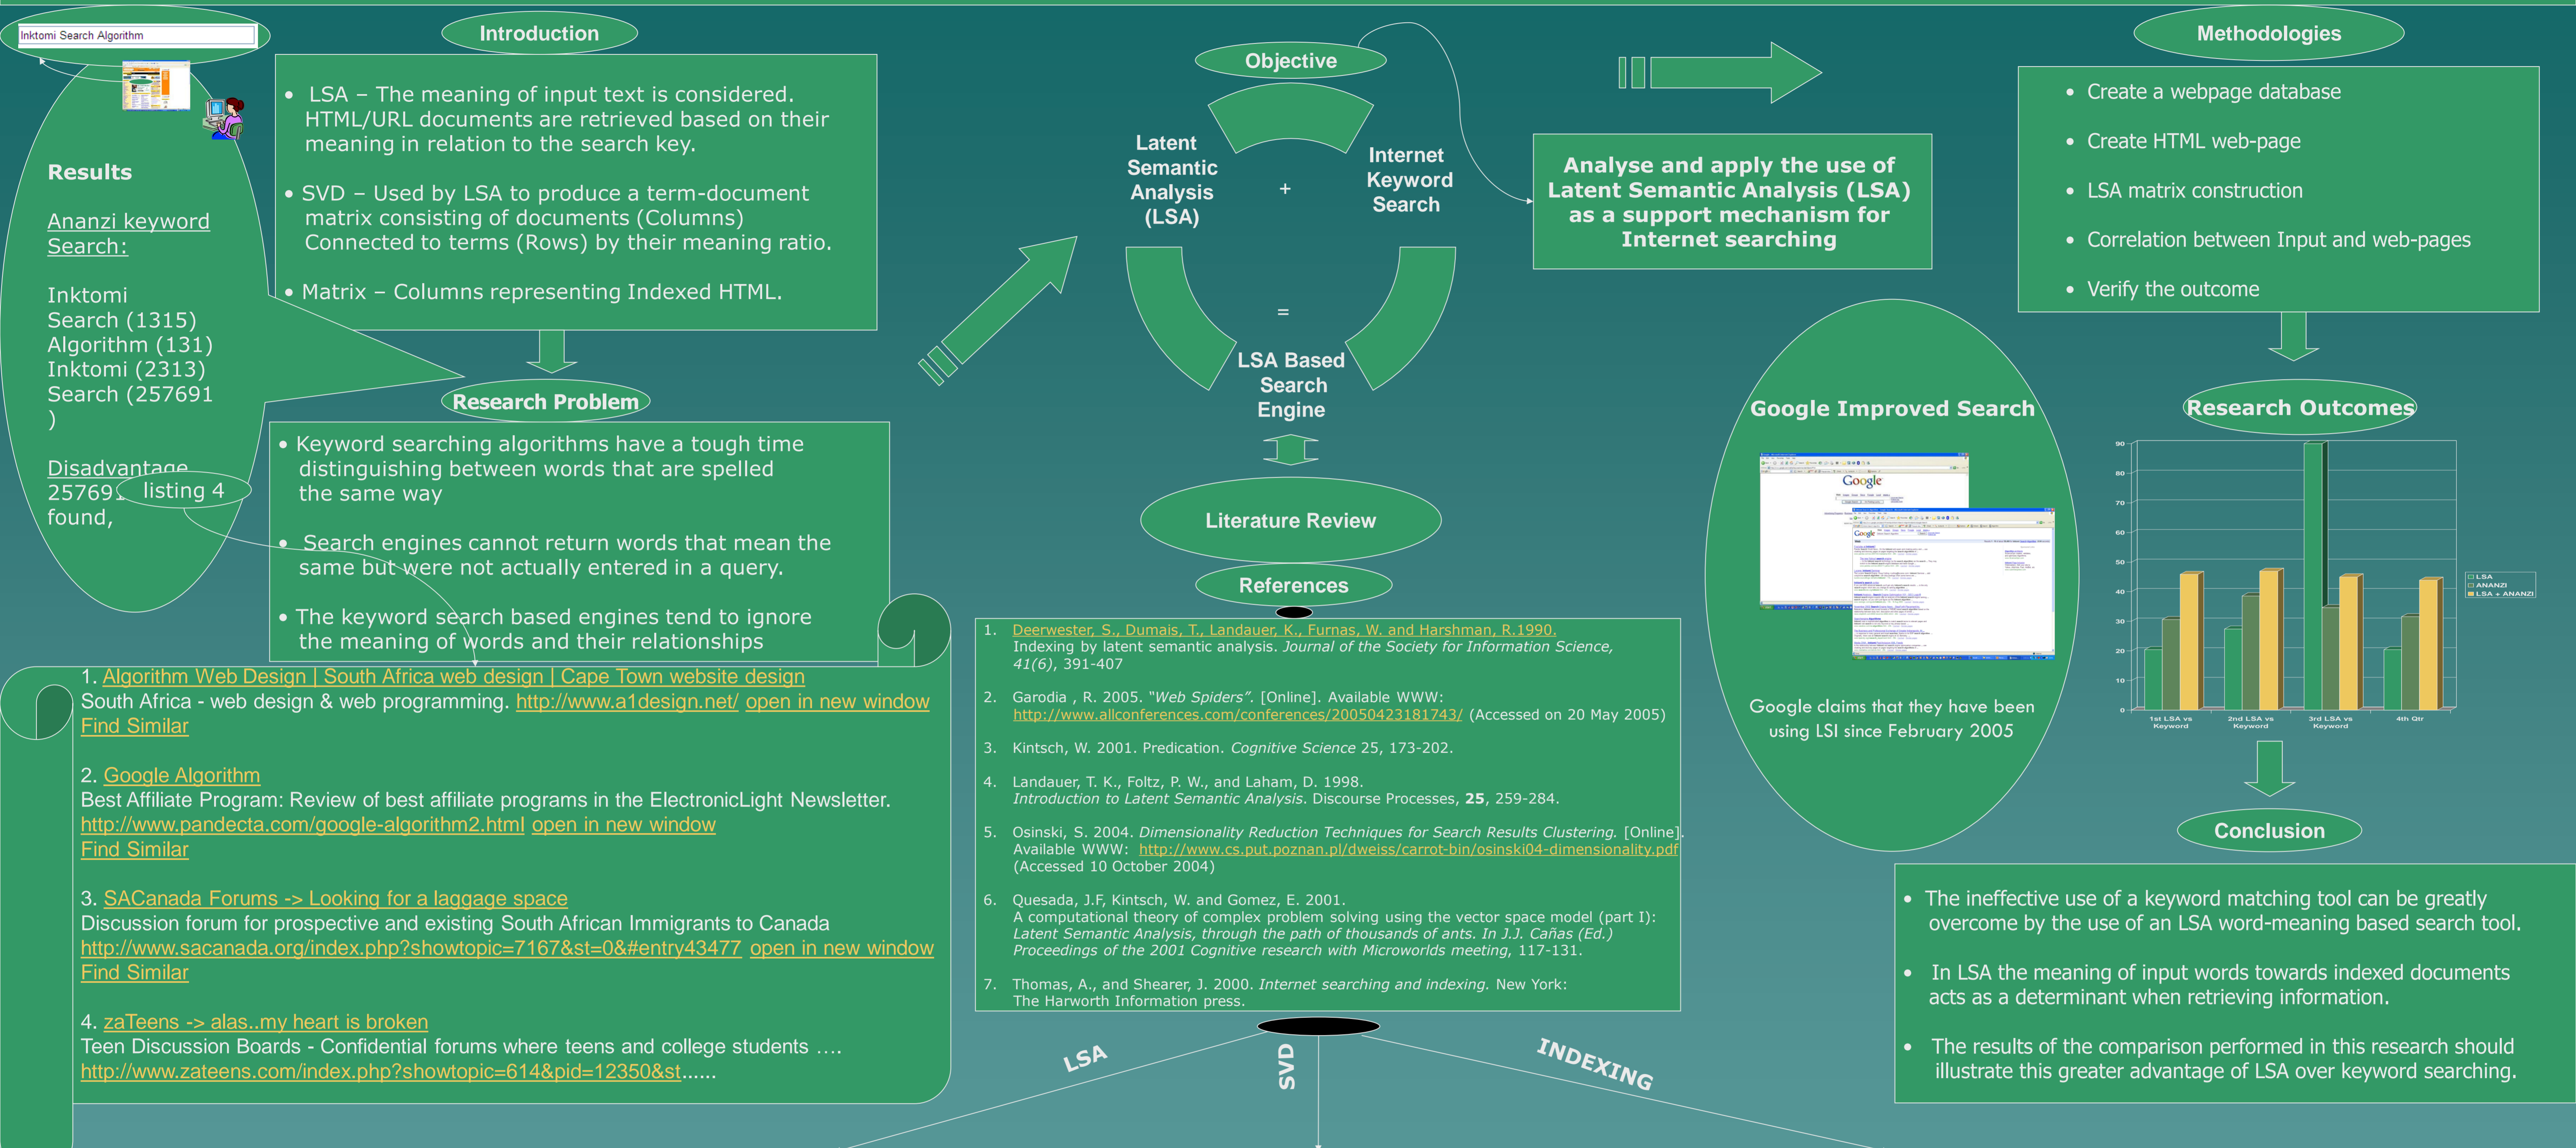 Inktomi Search Algorithm
Results
Ananzi keyword
Search:
Inktomi
Search (1315)
Algorithm (131)
Inktomi (2313)
Search (257691
)
Disadvantage
257691
found,
listing 4
Introduction
• LSA – The meaning of input text is considered.
HTML/URL documents are retrieved based on their
meaning in relation to the search key.
• SVD – Used by LSA to produce a term-document
matrix consisting of documents (Columns)
Connected to terms (Rows) by their meaning ratio.
• Matrix – Columns representing Indexed HTML.
Research Problem
• Keyword searching algorithms have a tough time
distinguishing between words that are spelled
the same way
• Search engines cannot return words that mean the
same but were not actually entered in a query.
• The keyword search based engines tend to ignore
the meaning of words and their relationships
1. Algorithm Web Design | South Africa web design | Cape Town website design
South Africa - web design & web programming. http://www.a1design.net/ open in new window
Find Similar
2. Google Algorithm
Best Affiliate Program: Review of best affiliate programs in the ElectronicLight Newsletter.
http://www.pandecta.com/google-algorithm2.html open in new window
Find Similar
3. SACanada Forums -> Looking for a laggage space
Discussion forum for prospective and existing South African Immigrants to Canada
http://www.sacanada.org/index.php?showtopic=7167&st=0&#entry43477 open in new window
Find Similar
4. zaTeens -> alas..my heart is broken
Teen Discussion Boards - Confidential forums where teens and college students ….
http://www.zateens.com/index.php?showtopic=614&pid=12350&st......
Objective
Latent
Semantic
Analysis
(LSA)
+
Internet
Keyword
Search
=
LSA Based
Search
Engine
Analyse and apply the use of
Latent Semantic Analysis (LSA)
as a support mechanism for
Internet searching
Literature Review
References
1. Deerwester, S., Dumais, T., Landauer, K., Furnas, W. and Harshman, R.1990.
Indexing by latent semantic analysis. Journal of the Society for Information Science,
41(6), 391-407
2. Garodia , R. 2005. “Web Spiders”. [Online]. Available WWW:
http://www.allconferences.com/conferences/20050423181743/ (Accessed on 20 May 2005)
3. Kintsch, W. 2001. Predication. Cognitive Science 25, 173-202.
4. Landauer, T. K., Foltz, P. W., and Laham, D. 1998.
Introduction to Latent Semantic Analysis. Discourse Processes, 25, 259-284.
5. Osinski, S. 2004. Dimensionality Reduction Techniques for Search Results Clustering. [Online].
Available WWW: http://www.cs.put.poznan.pl/dweiss/carrot-bin/osinski04-dimensionality.pdf
(Accessed 10 October 2004)
6. Quesada, J.F, Kintsch, W. and Gomez, E. 2001.
A computational theory of complex problem solving using the vector space model (part I):
Latent Semantic Analysis, through the path of thousands of ants. In J.J. Cañas (Ed.)
Proceedings of the 2001 Cognitive research with Microworlds meeting, 117-131.
7. Thomas, A., and Shearer, J. 2000. Internet searching and indexing. New York:
The Harworth Information press.
LSA
SVD
INDEXING
Google Improved Search
Google
Google
Google claims that they have been
using LSI since February 2005
Methodologies
• Create a webpage database
• Create HTML web-page
• LSA matrix construction
• Correlation between Input and web-pages
• Verify the outcome
Research Outcomes
90
80
70
60
50
40
30
20
10
0
1st LSA vs
Keyword
2nd LSA vs
Keyword
3rd LSA vs
Keyword
4th Qtr
LSA
ANANZI
LSA + ANANZI
Conclusion
• The ineffective use of a keyword matching tool can be greatly
overcome by the use of an LSA word-meaning based search tool.
• In LSA the meaning of input words towards indexed documents
acts as a determinant when retrieving information.
• The results of the comparison performed in this research should
illustrate this greater advantage of LSA over keyword searching.